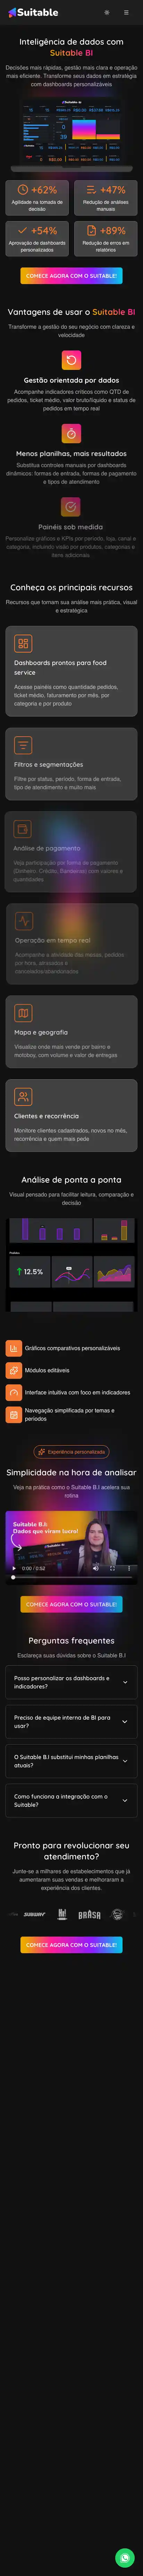 Suitable
Inteligência de dados com
Suitable BI
Decisões mais rápidas, gestão mais clara e operação
mais eficiente. Transforme seus dados em estratégia
com dashboards personalizáveis
+62%
Agilidade na tomada de
decisão
+47%
Redução de análises
manuais
+54%
Aprovação de dashboards
personalizados
+89%
Redução de erros em
relatórios
COMECE AGORA COM O SUITABLE!
Vantagens de usar o Suitable BI
Transforme a gestão do seu negócio com clareza e
velocidade
Gestão orientada por dados
Acompanhe indicadores críticos como QTD de
pedidos, ticket médio, valor bruto/líquido e status de
pedidos em tempo real
Menos planilhas, mais resultados
Substitua controles manuais por dashboards
dinâmicos: formas de entrada, formas de pagamento
e tipos de atendimento
Painéis sob medida
Personalize gráficos e KPIs por período, loja, canal e
categoria, incluindo visão por produtos, categorias e
itens adicionais.
Conheça os principais recursos
Recursos que tornam sua análise mais prática, visual
e estratégica
Dashboards prontos para food
service
Acesse painéis como quantidade pedidos,
ticket médio, faturamento por mês, por
categoria e por produto
Filtros e segmentações
Filtre por status, período, forma de entrada,
tipo de atendimento e muito mais
Análise de pagamento
Veja participação por forma de pagamento
(Dinheiro, Crédito, Bandeiras) com valores e
quantidades
Operação em tempo real
Acompanhe a atividade das mesas, pedidos
por hora, atrasados e
cancelados/abandonados
Mapa e geografia
Visualize onde mais vende por bairro e
motoboy, com volume e valor de entregas
Clientes e recorrência
Monitore clientes cadastrados, novos no mês,
recorrência e quem mais pede
Análise de ponta a ponta
Visual pensado para facilitar leitura, comparação e
decisão
12.5%
Gráficos comparativos personalizáveis
Módulos editáveis
Interface intuitiva com foco em indicadores
Navegação simplificada por temas e
períodos
Experiência personalizada
Simplicidade na hora de analisar
Veja na prática como o Suitable B.I acelera sua
rotina
Suitable B.I:
Dados que viram lucro!
0:00 / 0:52
COMECE AGORA COM O SUITABLE!
Perguntas frequentes
Esclareça suas dúvidas sobre o Suitable B.I
Posso personalizar os dashboards e
indicadores?
Preciso de equipe interna de BI para
usar?
O Suitable B.I substitui minhas planilhas
atuais?
Como funciona a integração com o
Suitable?
Pronto para revolucionar seu
atendimento?
Junte-se a milhares de estabelecimentos que já
aumentaram suas vendas e melhoraram a
experiência dos clientes.
SUBWAY
BRASA
COMECE AGORA COM O SUITABLE!